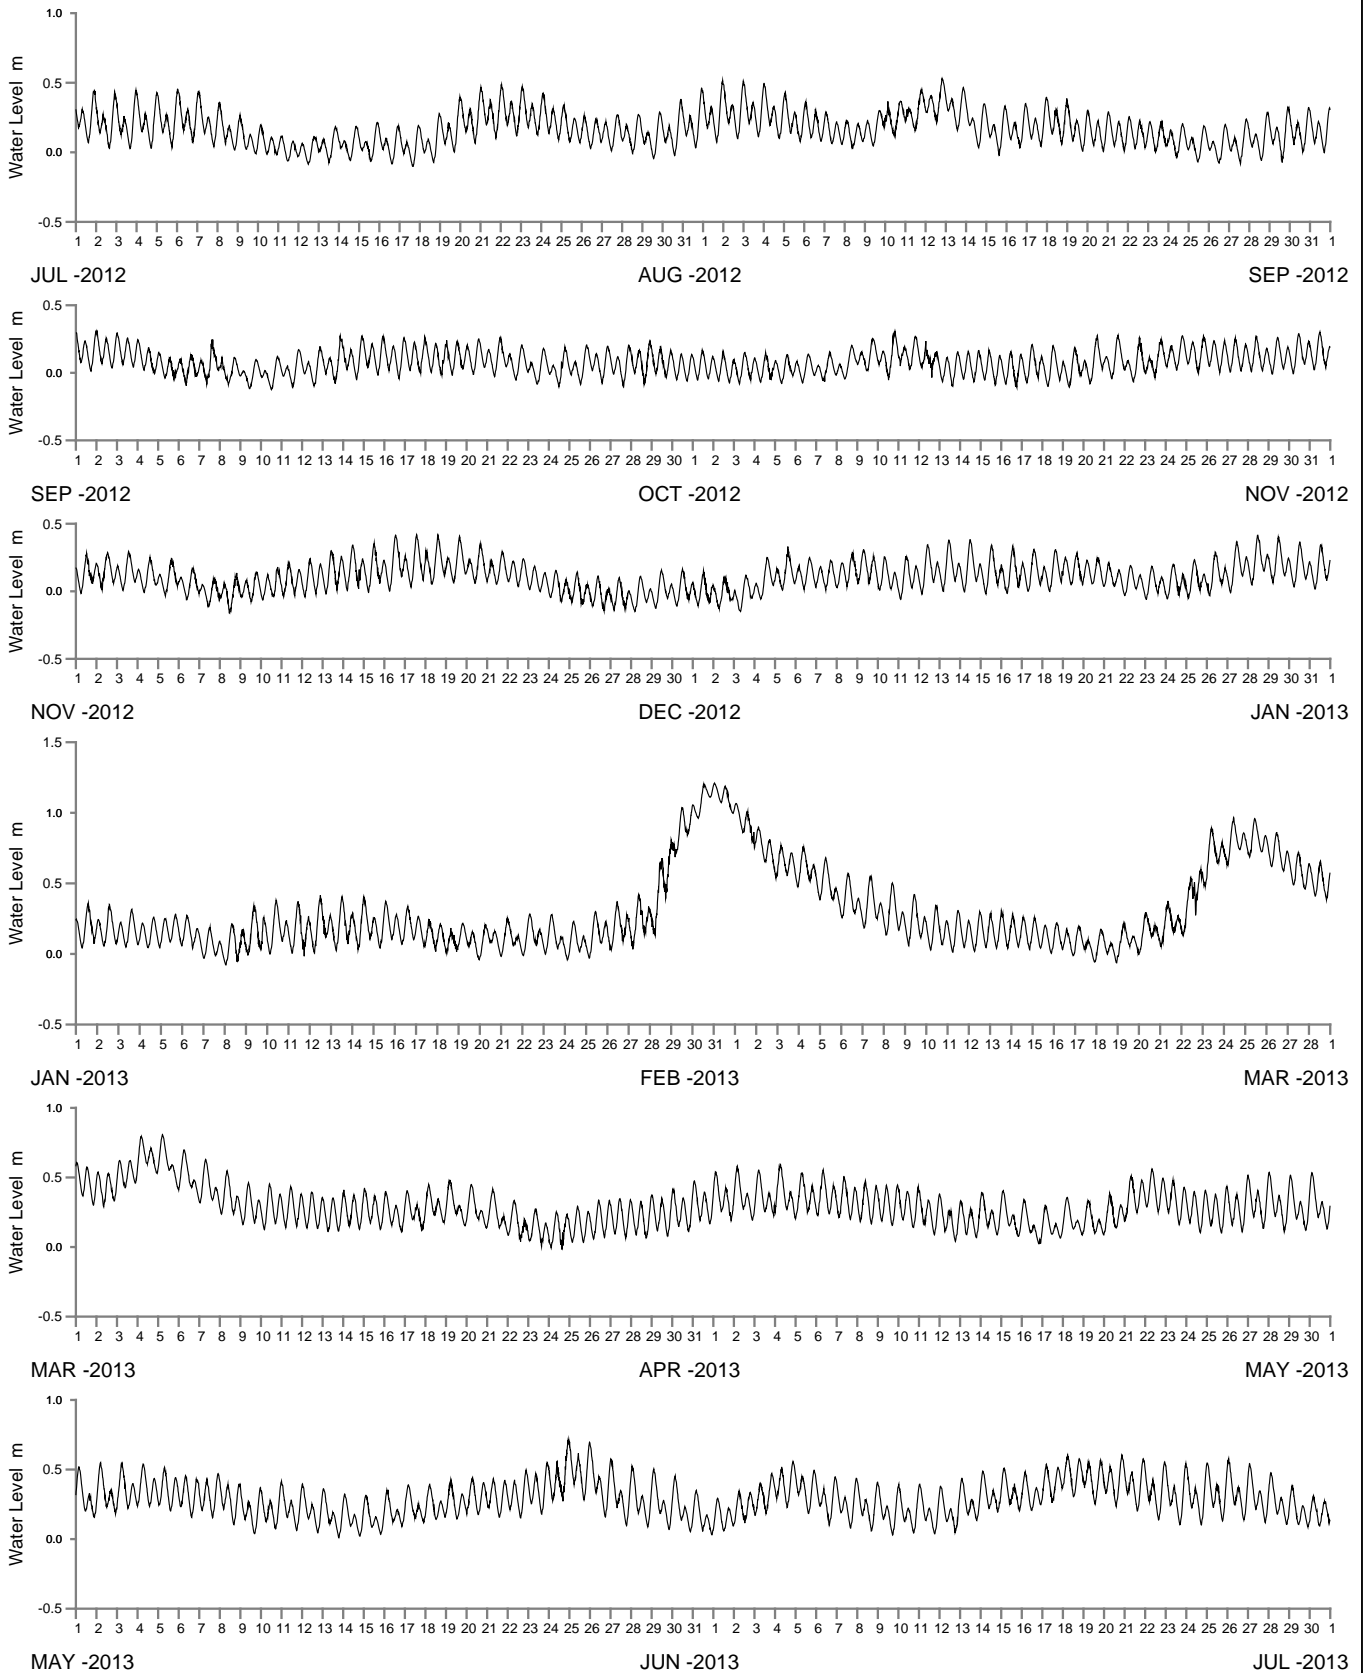 1.0
0.5
0.0
-0.5
Water Level m
1 2 3 4 5 6 7 8 9 10 11 12 13 14 15 16 17 18 19 20 21 22 23 24 25 26 27 28 29 30 31 1 2 3 4 5 6 7 8 9 10 11 12 13 14 15 16 17 18 19 20 21 22 23 24 25 26 27 28 29 30 31 1
JUL -2012 AUG -2012 SEP -2012
0.5
0.0
-0.5
Water Level m
1 2 3 4 5 6 7 8 9 10 11 12 13 14 15 16 17 18 19 20 21 22 23 24 25 26 27 28 29 30 1 2 3 4 5 6 7 8 9 10 11 12 13 14 15 16 17 18 19 20 21 22 23 24 25 26 27 28 29 30 31 1
SEP -2012 OCT -2012 NOV -2012
0.5
0.0
-0.5
Water Level m
1 2 3 4 5 6 7 8 9 10 11 12 13 14 15 16 17 18 19 20 21 22 23 24 25 26 27 28 29 30 1 2 3 4 5 6 7 8 9 10 11 12 13 14 15 16 17 18 19 20 21 22 23 24 25 26 27 28 29 30 31 1
NOV -2012 DEC -2012 JAN -2013
1.5
1.0
0.5
0.0
-0.5
Water Level m
1 2 3 4 5 6 7 8 9 10 11 12 13 14 15 16 17 18 19 20 21 22 23 24 25 26 27 28 29 30 31 1 2 3 4 5 6 7 8 9 10 11 12 13 14 15 16 17 18 19 20 21 22 23 24 25 26 27 28 1
JAN -2013 FEB -2013 MAR -2013
1.0
0.5
0.0
-0.5
Water Level m
1 2 3 4 5 6 7 8 9 10 11 12 13 14 15 16 17 18 19 20 21 22 23 24 25 26 27 28 29 30 31 1 2 3 4 5 6 7 8 9 10 11 12 13 14 15 16 17 18 19 20 21 22 23 24 25 26 27 28 29 30 1
MAR -2013 APR -2013 MAY -2013
1.0
0.5
0.0
-0.5
Water Level m
1 2 3 4 5 6 7 8 9 10 11 12 13 14 15 16 17 18 19 20 21 22 23 24 25 26 27 28 29 30 31 1 2 3 4 5 6 7 8 9 10 11 12 13 14 15 16 17 18 19 20 21 22 23 24 25 26 27 28 29 30 1
MAY -2013 JUN -2013 JUL -2013